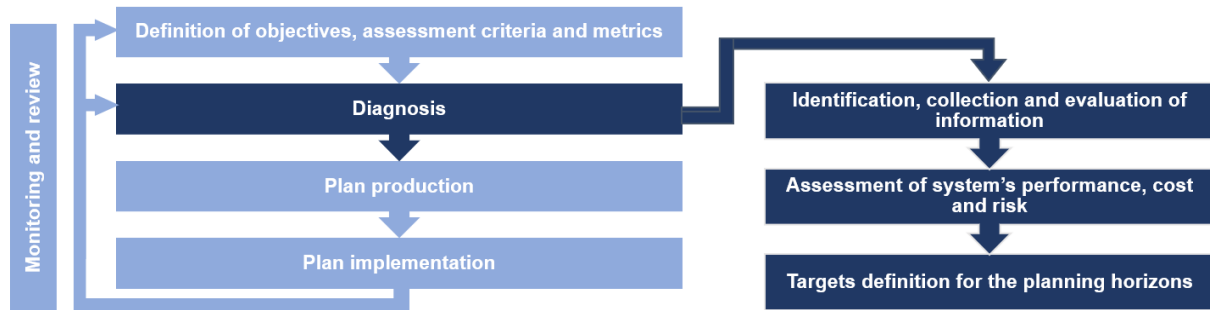 Monitoring and review
Definition of objectives, assessment criteria and metrics
Diagnosis
Plan production
Plan implementation
Identification, collection and evaluation of
information
Assessment of system's performance, cost
and risk
Targets definition for the planning horizons